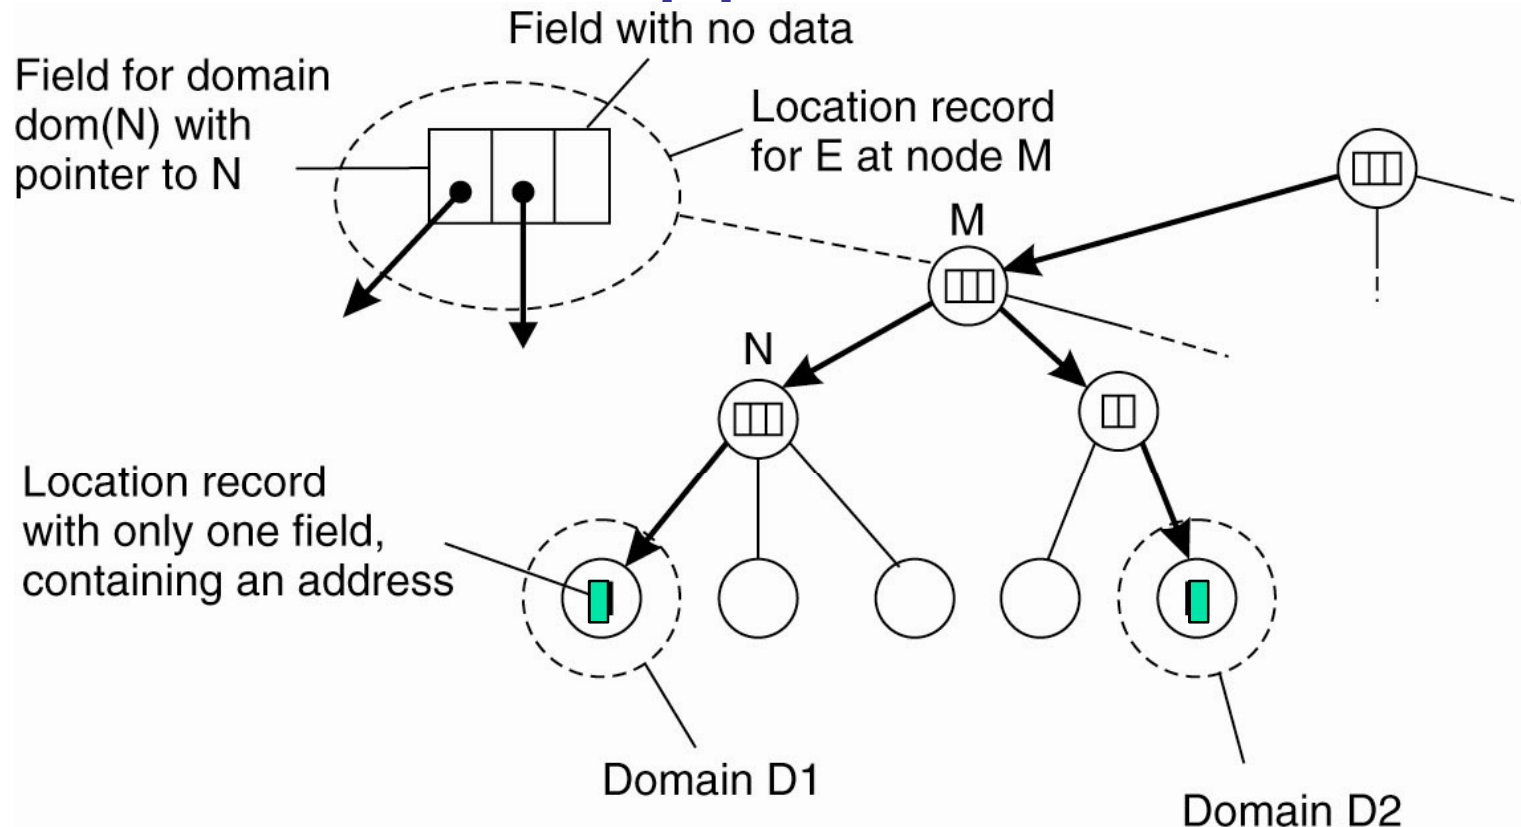 Field with no data
Field for domain
dom(N) with
pointer to N
Location record
for E at node M
M
N
Location record
with only one field,
containing an address
Domain D1
Domain D2